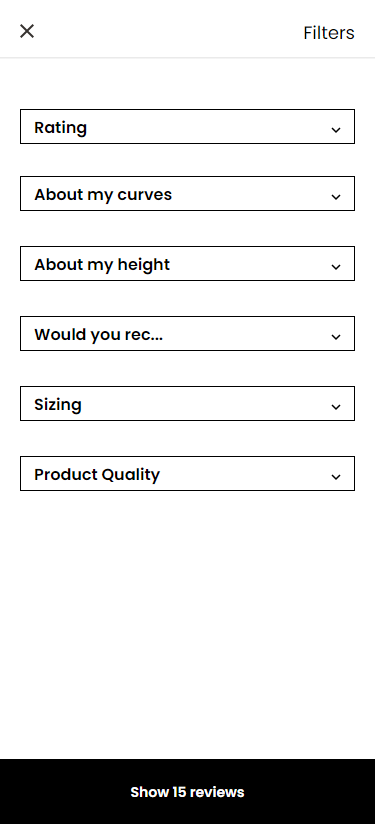 Filters
Rating
About my curves
About my height
Would you rec...
Sizing
Product Quality
Show 15 reviews